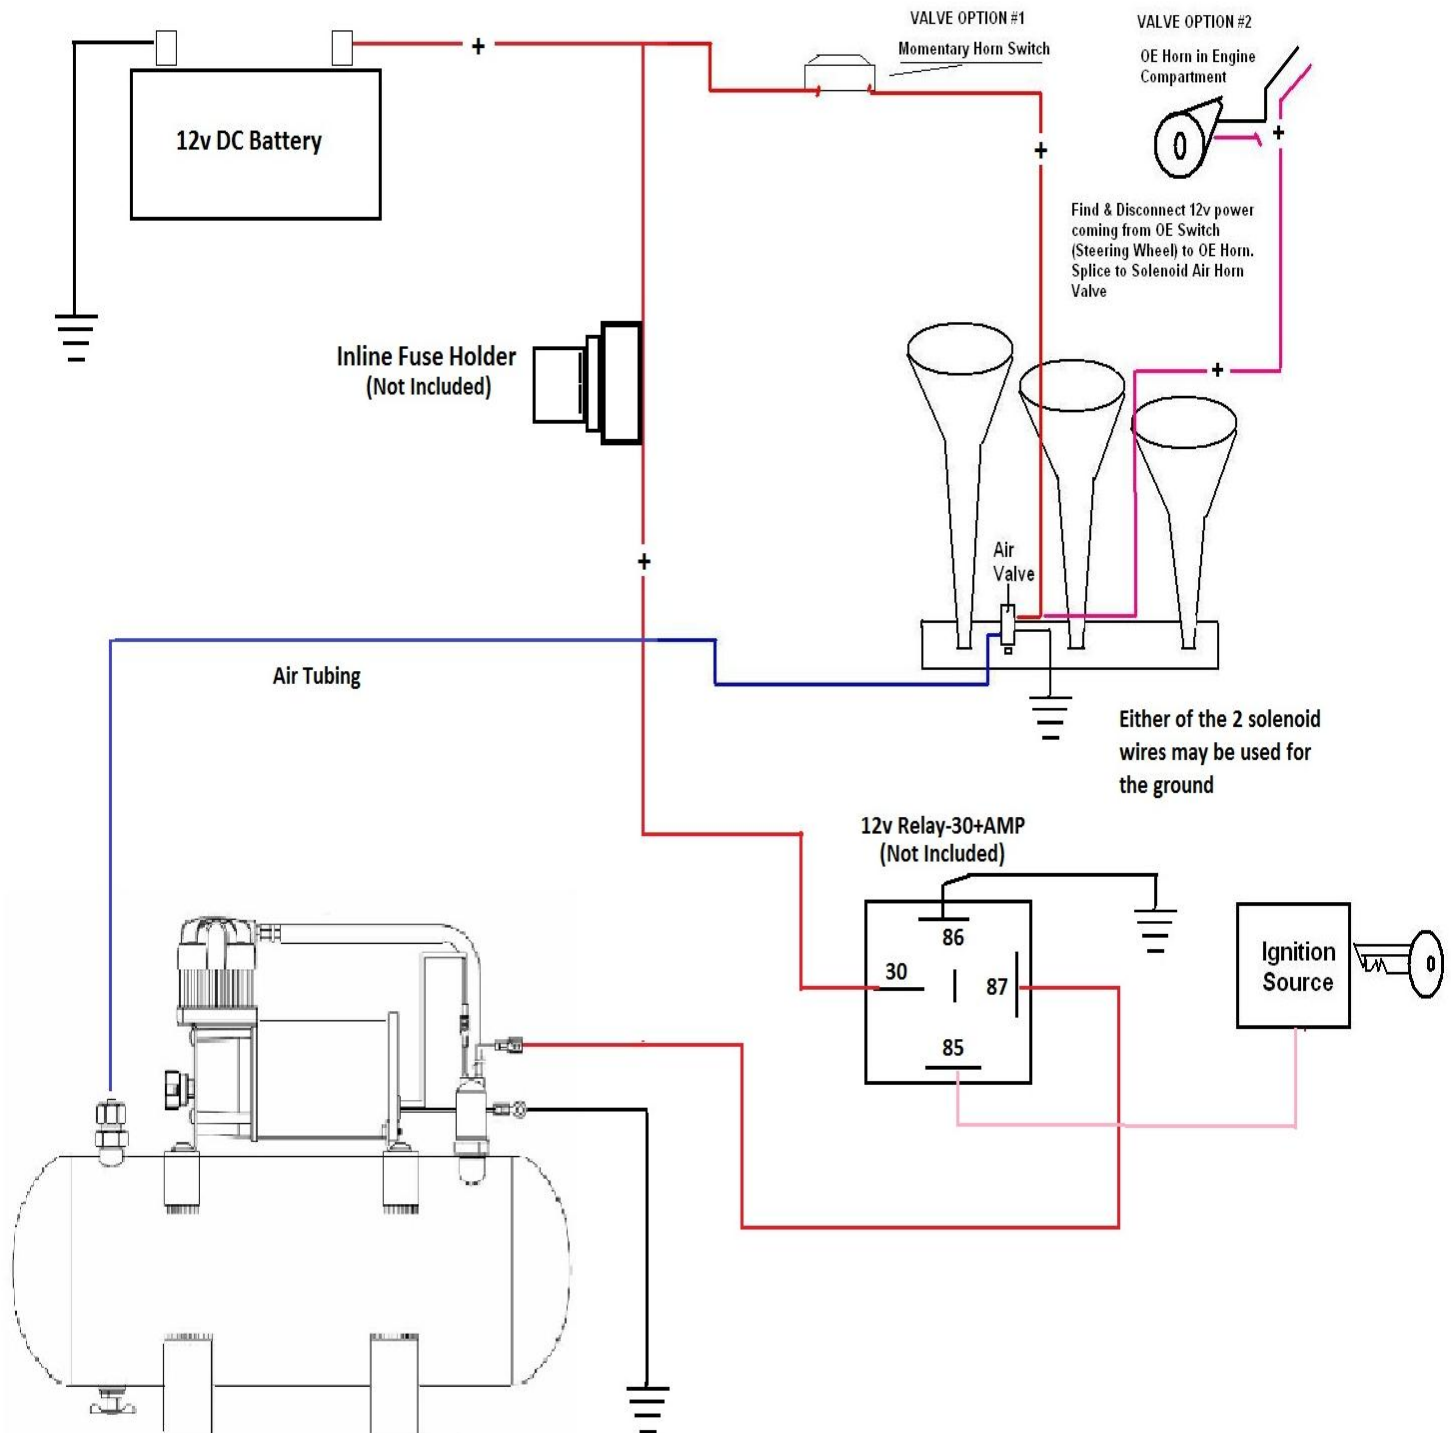 VALVE OPTION #1
Momentary Horn Switch
VALVE OPTION #2
OE Horn in Engine
Compartment
+
12v DC Battery
+
+
Find & Disconnect 12v power
coming from OE Switch
(Steering Wheel) to OE Horn.
Splice to Solenoid Air Horn
Valve
Inline Fuse Holder
(Not Included)
+
+
Air
Valve
Air Tubing
Either of the 2 solenoid
wires may be used for
the ground
12v Relay-30+AMP
(Not Included)
86
30
87
85
Ignition
Source